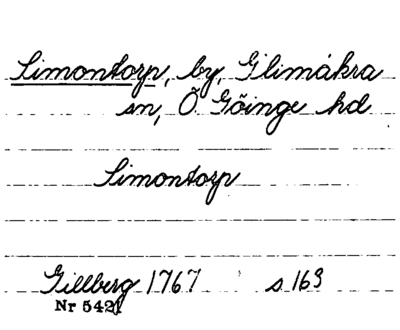 Simontorp, by, Glimåkra
sn, Ö. Göinge hd
Simontorp
Gillberg 1767 s 163
Nr 5421